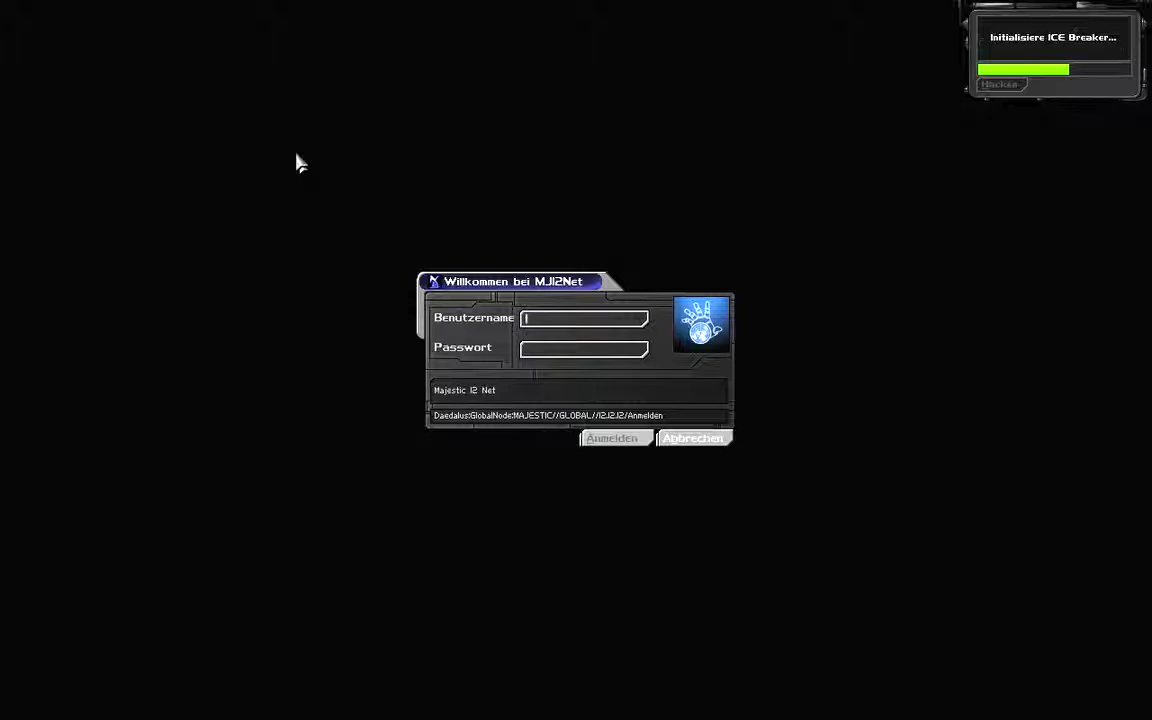 Initialisiere ICE Breaker...
Hacken
Willkommen bei MJ12Net
Benutzername
Passwort
Majestic 12 Net
Daedalus:GlobalNode:MAJESTIC//GLOBAL//12.12.12/Anmelden
Anmelden
Abbrechen